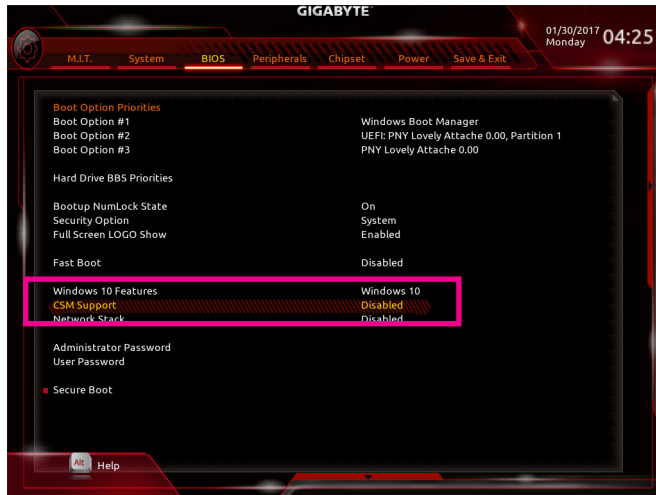 GIGABYTE™
01/30/2017 Monday 04:25
M.I.T. System BIOS Peripherals Chipset Power Save & Exit
Boot Option Priorities
Boot Option #1 Windows Boot Manager
Boot Option #2 UEFI: PNY Lovely Attache 0.00, Partition 1
Boot Option #3 PNY Lovely Attache 0.00
Hard Drive BBS Priorities
Bootup NumLock State On
Security Option System
Full Screen LOGO Show Enabled
Fast Boot Disabled
Windows 10 Features Windows 10
CSM Support Disabled
Network Stack Disabled
Administrator Password
User Password
Secure Boot
Alt Help